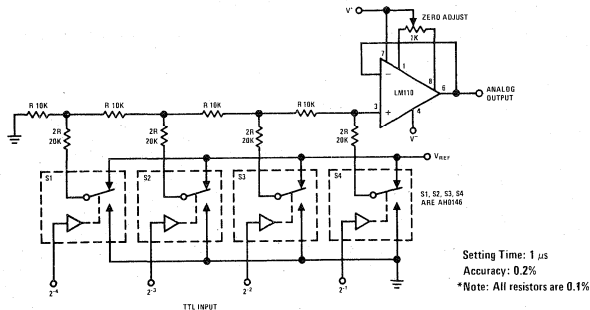 V+
ZERO ADJUST
1K
7
1
8
LM110
−
+
3
6
4
V−
ANALOG
OUTPUT
R 10K
R 10K
R 10K
R 10K
2R
20K
2R
20K
2R
20K
2R
20K
VREF
S1
S2
S3
S4
S1, S2, S3, S4
ARE AH0146
2-4
2-3
2-2
2-1
TTL INPUT
Setting Time: 1 μs
Accuracy: 0.2%
*Note: All resistors are 0.1%